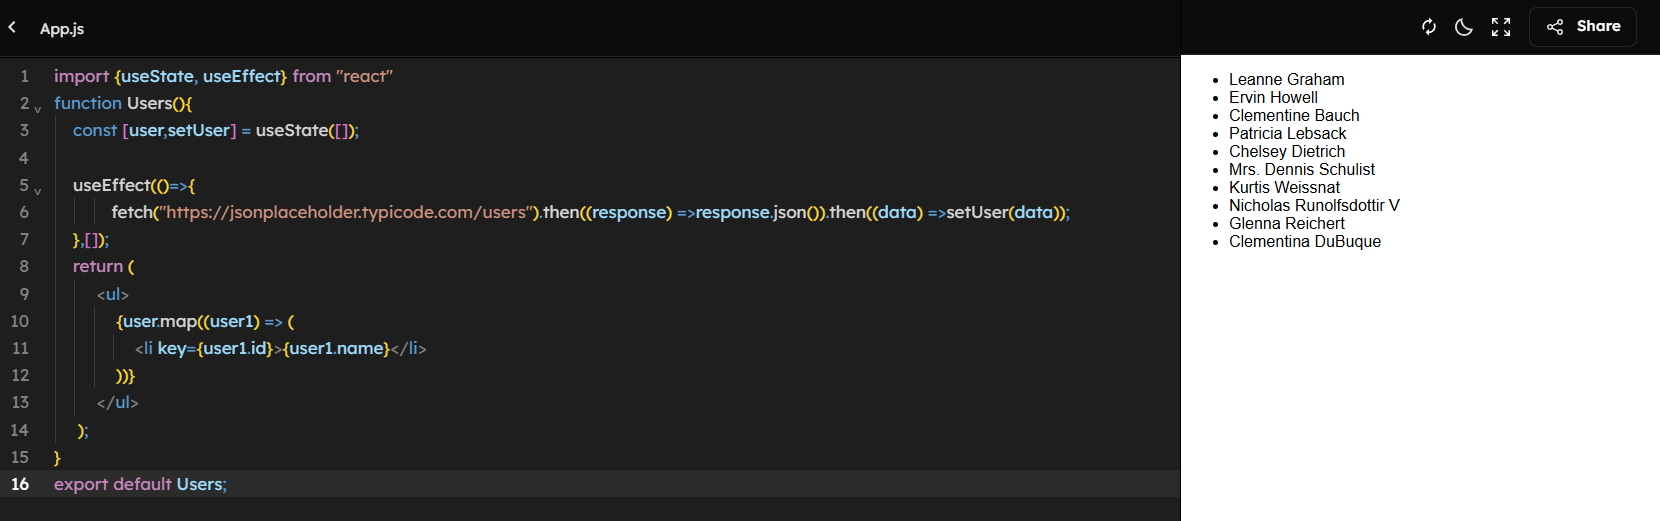 App.js
Share
1 import {useState, useEffect} from "react"
2 function Users(){
3 const [user,setUser] = useState([]);
4
5 useEffect(()=>{
6 fetch("https://jsonplaceholder.typicode.com/users").then((response) =>response.json()).then((data) =>setUser(data));
7 },[]);
8 return (
9 <ul>
10 {user.map((user1) => (
11 <li key={user1.id}>{user1.name}</li>
12 ))}
13 </ul>
14 );
15 }
16 export default Users;
Leanne Graham
Ervin Howell
Clementine Bauch
Patricia Lebsack
Chelsey Dietrich
Mrs. Dennis Schulist
Kurtis Weissnat
Nicholas Runolfsdottir V
Glenna Reichert
Clementina DuBuque